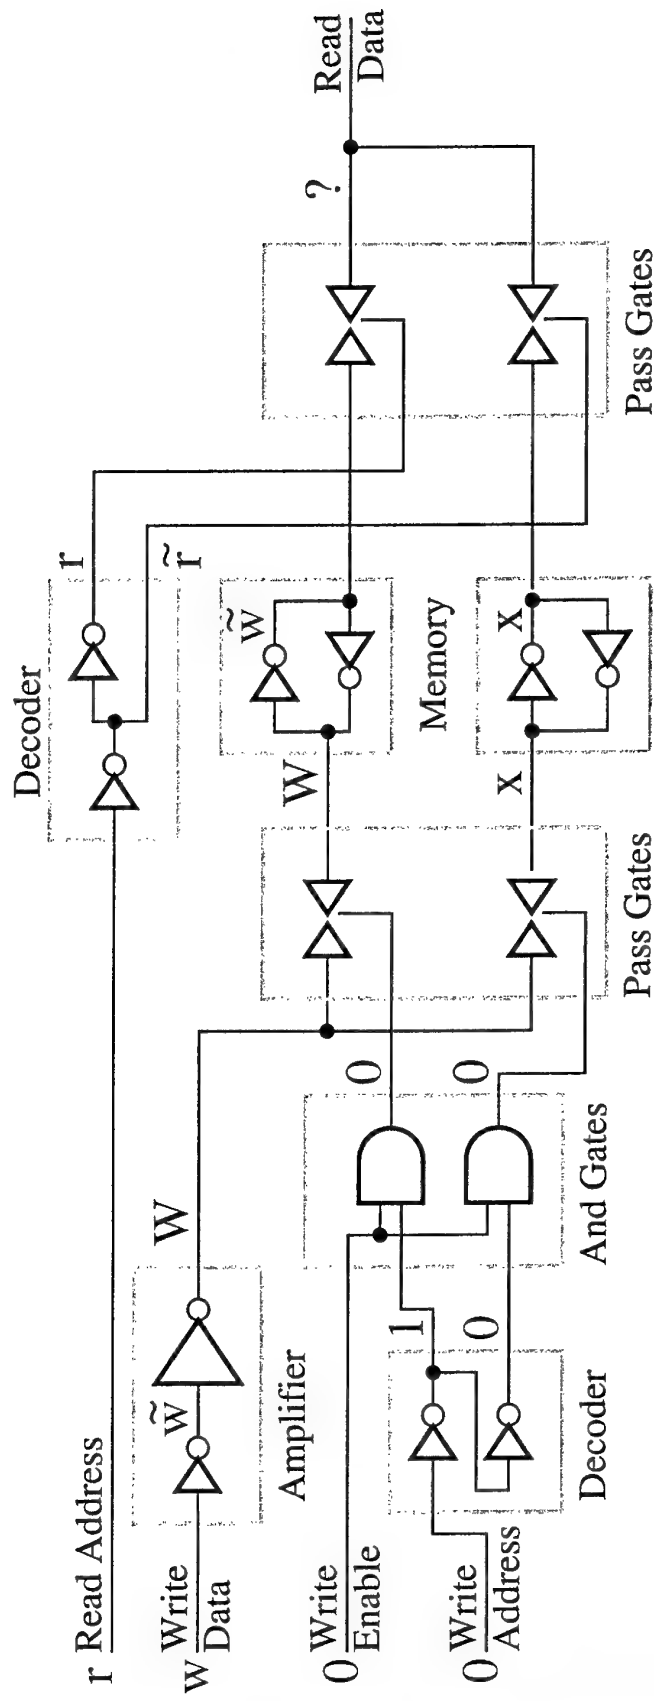 Decoder
r
r Read Address
r̃
w Write
Data
w̃
W
Amplifier
W
w̃
?
Read
Data
0 Write
Enable
1
0
0
0
Memory
x
x
0 Write
Address
Decoder
And Gates
Pass Gates
Pass Gates